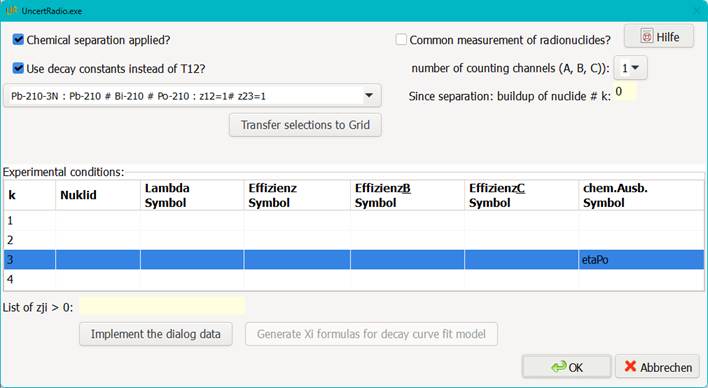 UncertRadio.exe
Chemical separation applied?
Common measurement of radionuclides?
Hilfe
Use decay constants instead of T12?
number of counting channels (A, B, C)):
1
Pb-210-3N : Pb-210 # Bi-210 # Po-210 : z12=1# z23=1
Since separation: buildup of nuclide # k:
0
Transfer selections to Grid
Experimental conditions:
k Nuklid Lambda Symbol Effizienz Symbol EffizienzB Symbol EffizienzC Symbol chem.Ausb. Symbol
1
2
3 etaPo
4
List of zji > 0:
Implement the dialog data
Generate Xi formulas for decay curve fit model
OK
Abbrechen